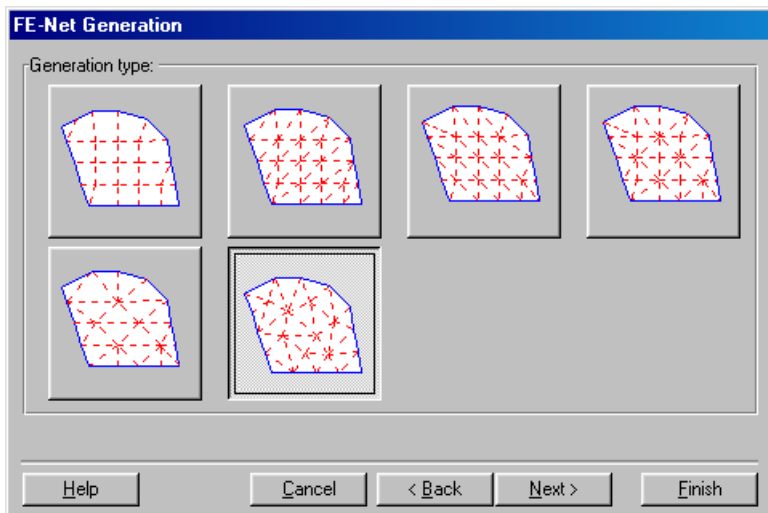 FE-Net Generation
Generation type:
Help
Cancel
< Back
Next >
Finish